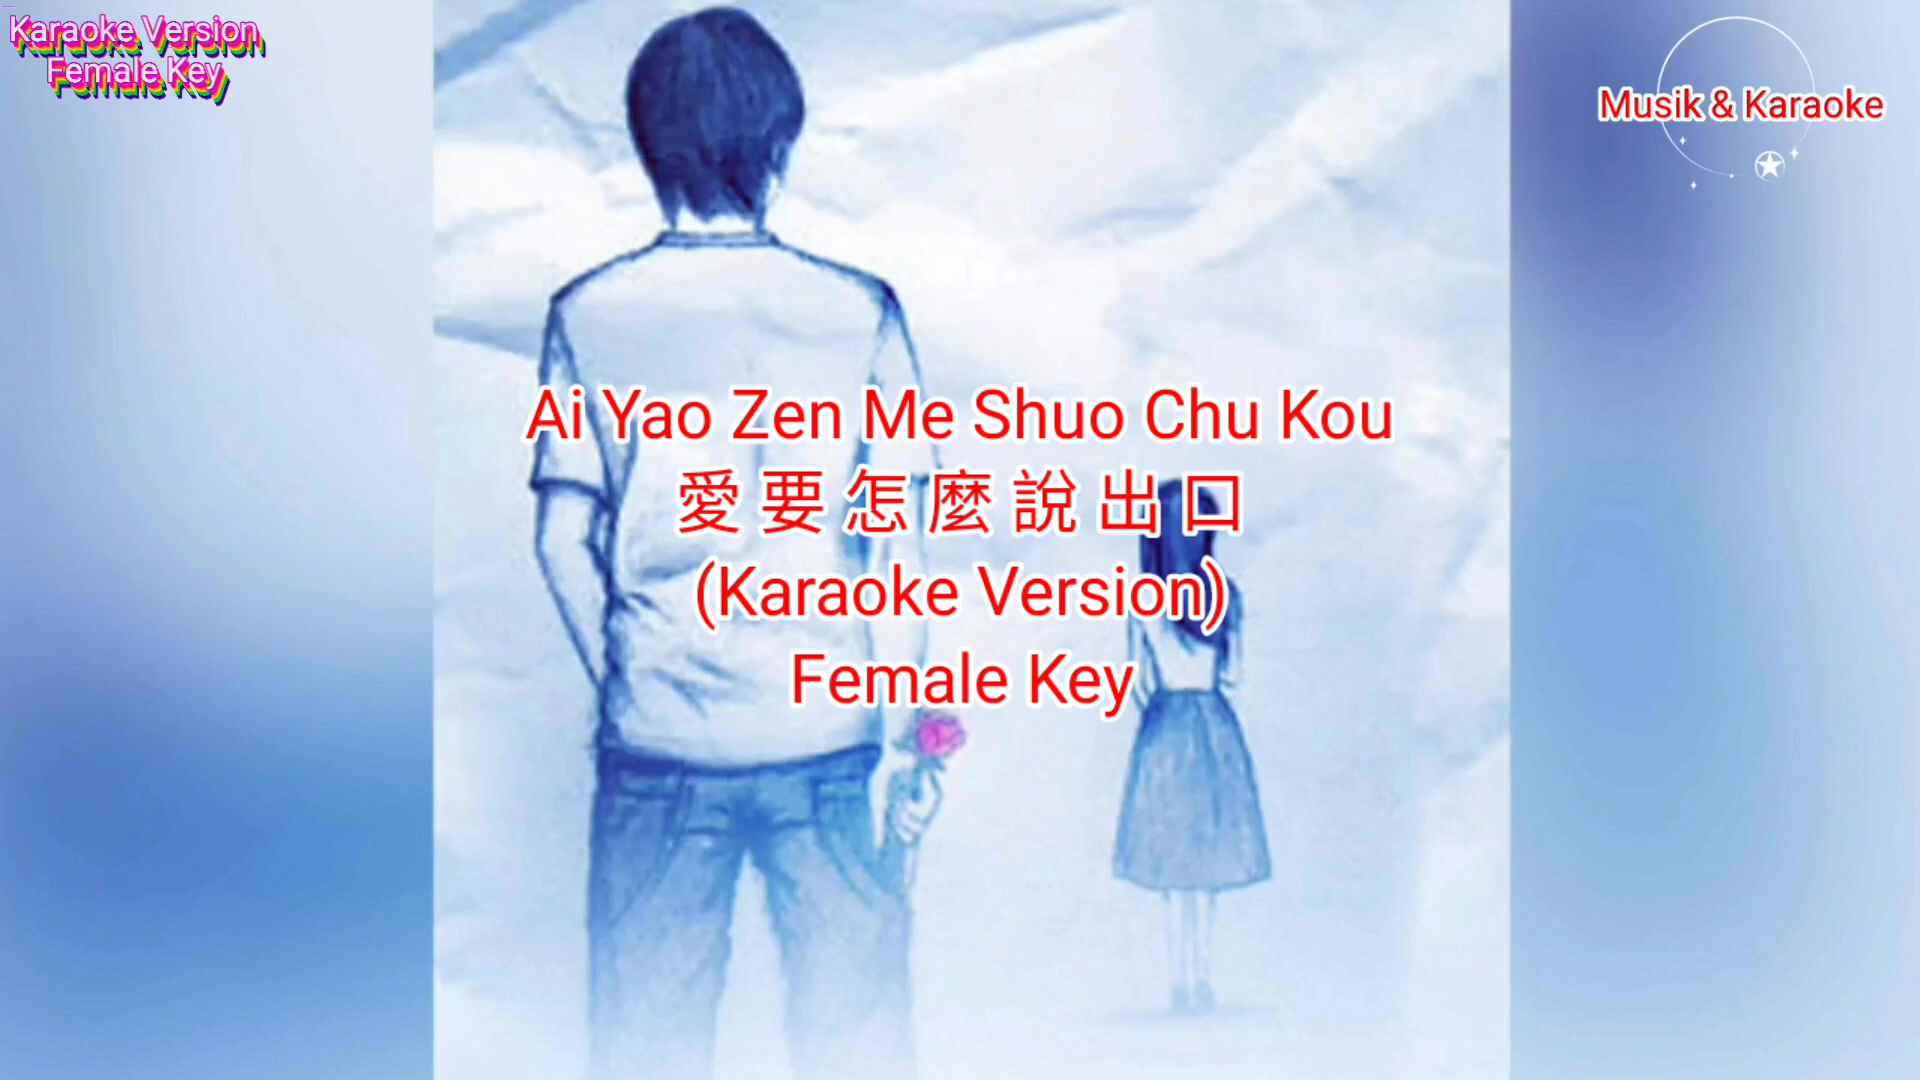 Karaoke Version
Female Key
Musik & Karaoke
Ai Yao Zen Me Shuo Chu Kou
愛 要 怎 麼 說 出 口
(Karaoke Version)
Female Key